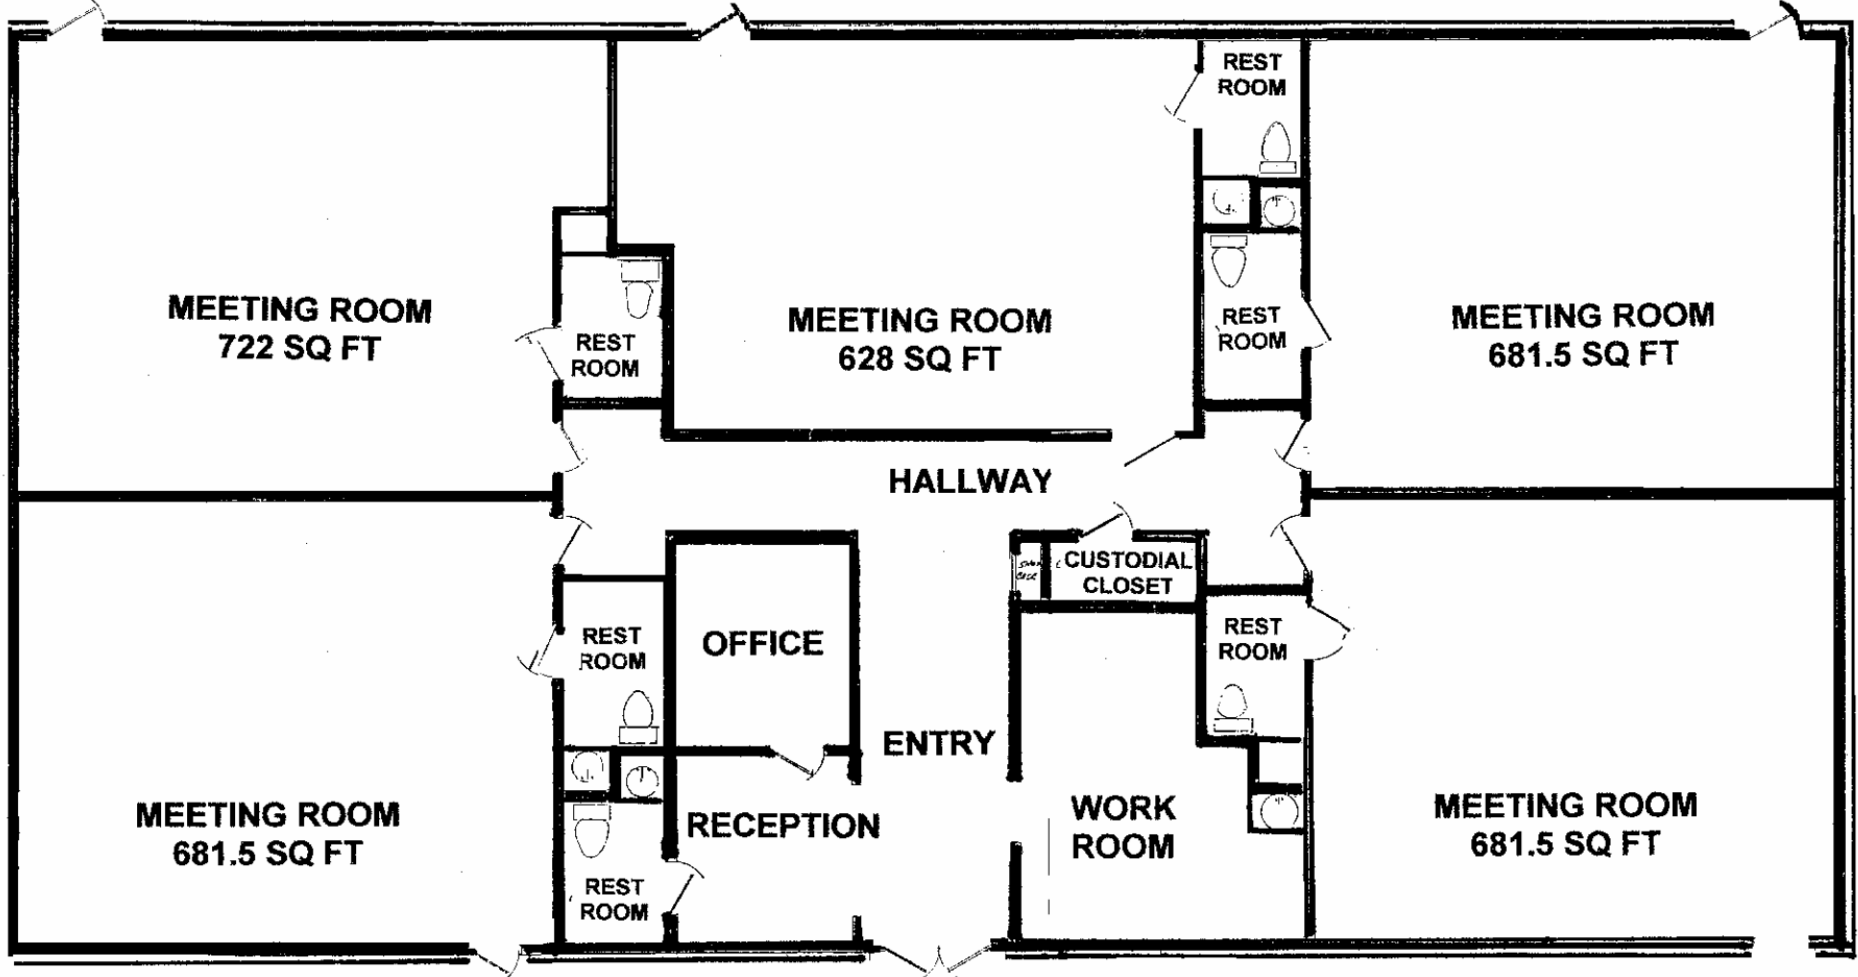 REST
ROOM
MEETING ROOM
722 SQ FT
REST
ROOM
MEETING ROOM
628 SQ FT
REST
ROOM
MEETING ROOM
681.5 SQ FT
HALLWAY
CUSTODIAL
CLOSET
REST
ROOM
OFFICE
REST
ROOM
ENTRY
MEETING ROOM
681.5 SQ FT
RECEPTION
WORK
ROOM
MEETING ROOM
681.5 SQ FT
REST
ROOM